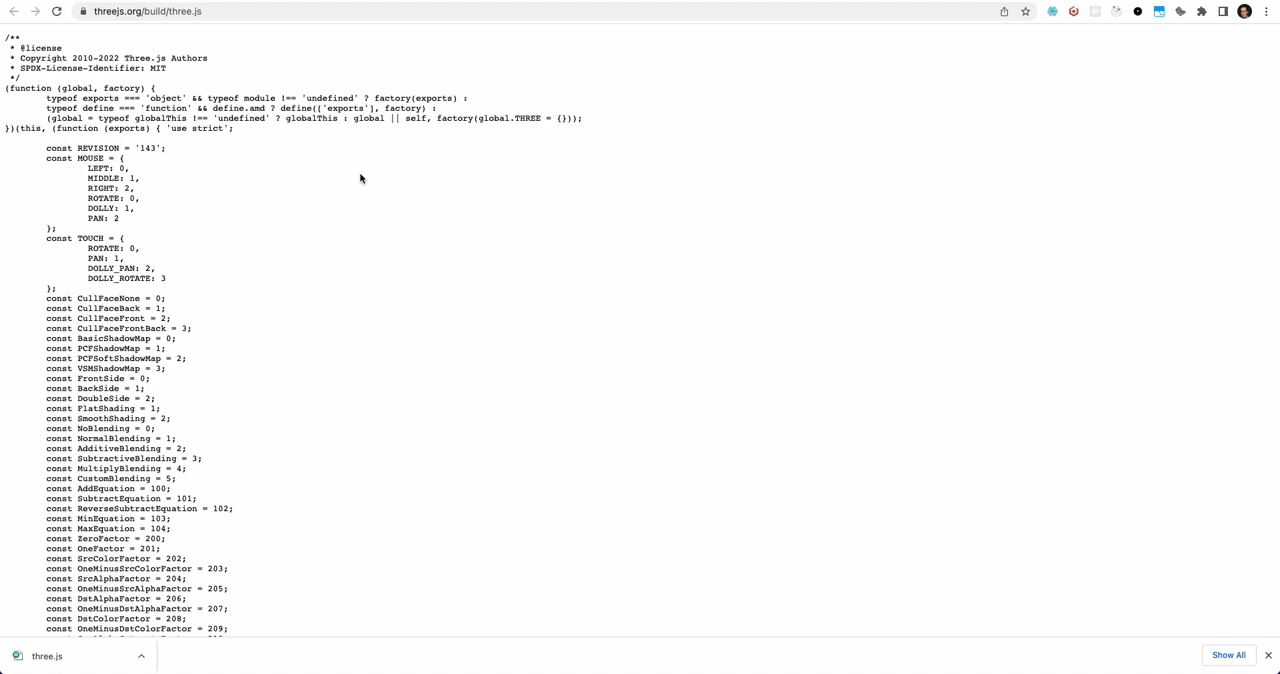 threejs.org/build/three.js
/**
 * @license
 * Copyright 2010-2022 Three.js Authors
 * SPDX-License-Identifier: MIT
 */
(function (global, factory) {
	typeof exports === 'object' && typeof module !== 'undefined' ? factory(exports) :
	typeof define === 'function' && define.amd ? define(['exports'], factory) :
	(global = typeof globalThis !== 'undefined' ? globalThis : global || self, factory(global.THREE = {}));
})(this, (function (exports) { 'use strict';
	const REVISION = '143';
	const MOUSE = {
		LEFT: 0,
		MIDDLE: 1,
		RIGHT: 2,
		ROTATE: 0,
		DOLLY: 1,
		PAN: 2
	};
	const TOUCH = {
		ROTATE: 0,
		PAN: 1,
		DOLLY_PAN: 2,
		DOLLY_ROTATE: 3
	};
	const CullFaceNone = 0;
	const CullFaceBack = 1;
	const CullFaceFront = 2;
	const CullFaceFrontBack = 3;
	const BasicShadowMap = 0;
	const PCFShadowMap = 1;
	const PCFSoftShadowMap = 2;
	const VSMShadowMap = 3;
	const FrontSide = 0;
	const BackSide = 1;
	const DoubleSide = 2;
	const FlatShading = 1;
	const SmoothShading = 2;
	const NoBlending = 0;
	const NormalBlending = 1;
	const AdditiveBlending = 2;
	const SubtractiveBlending = 3;
	const MultiplyBlending = 4;
	const CustomBlending = 5;
	const AddEquation = 100;
	const SubtractEquation = 101;
	const ReverseSubtractEquation = 102;
	const MinEquation = 103;
	const MaxEquation = 104;
	const ZeroFactor = 200;
	const OneFactor = 201;
	const SrcColorFactor = 202;
	const OneMinusSrcColorFactor = 203;
	const SrcAlphaFactor = 204;
	const OneMinusSrcAlphaFactor = 205;
	const DstAlphaFactor = 206;
	const OneMinusDstAlphaFactor = 207;
	const DstColorFactor = 208;
	const OneMinusDstColorFactor = 209;
three.js
Show All